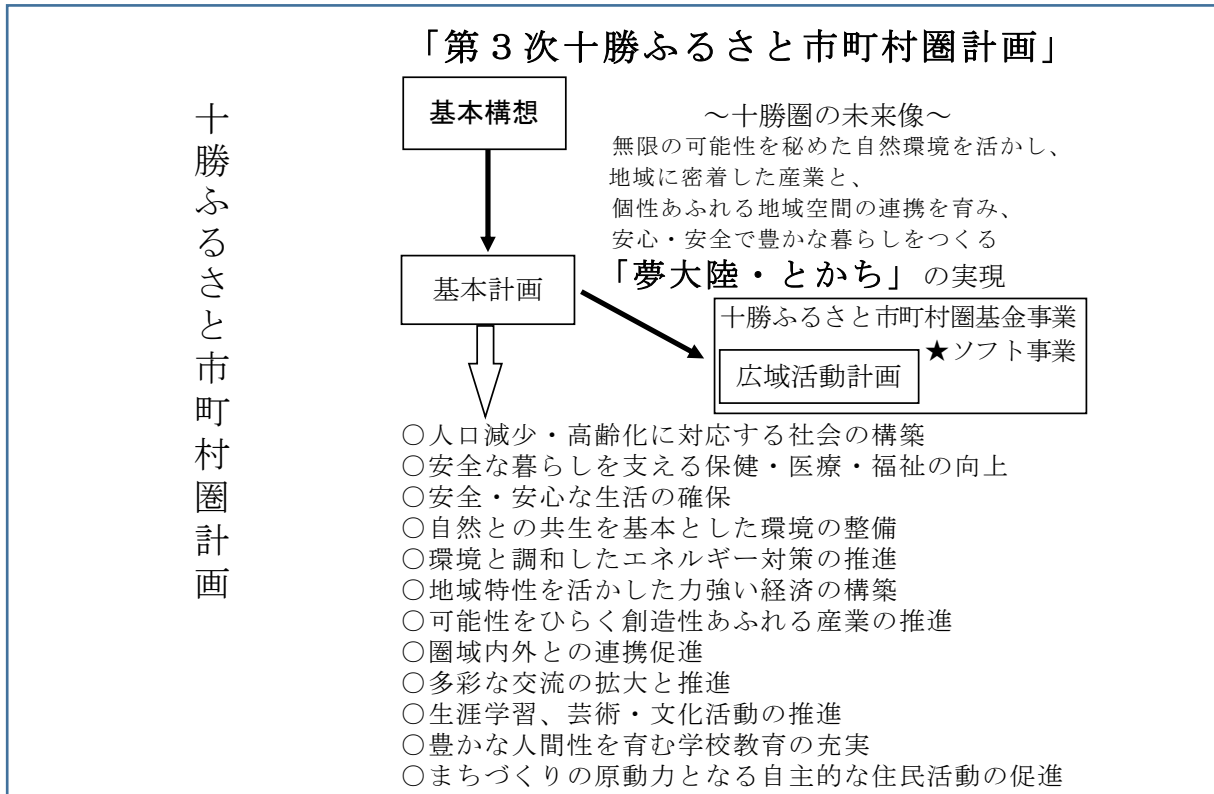 「第３次十勝ふるさと市町村圏計画」
十勝ふるさと市町村圏計画
基本構想
～十勝圏の未来像～
無限の可能性を秘めた自然環境を活かし、
地域に密着した産業と、
個性あふれる地域空間の連携を育み、
安心・安全で豊かな暮らしをつくる
「夢大陸・とかち」の実現
基本計画
十勝ふるさと市町村圏基金事業
★ソフト事業
広域活動計画
○人口減少・高齢化に対応する社会の構築
○安全な暮らしを支える保健・医療・福祉の向上
○安全・安心な生活の確保
○自然との共生を基本とした環境の整備
○環境と調和したエネルギー対策の推進
○地域特性を活かした力強い経済の構築
○可能性をひらく創造性あふれる産業の推進
○圏域内外との連携促進
○多彩な交流の拡大と推進
○生涯学習、芸術・文化活動の推進
○豊かな人間性を育む学校教育の充実
○まちづくりの原動力となる自主的な住民活動の促進